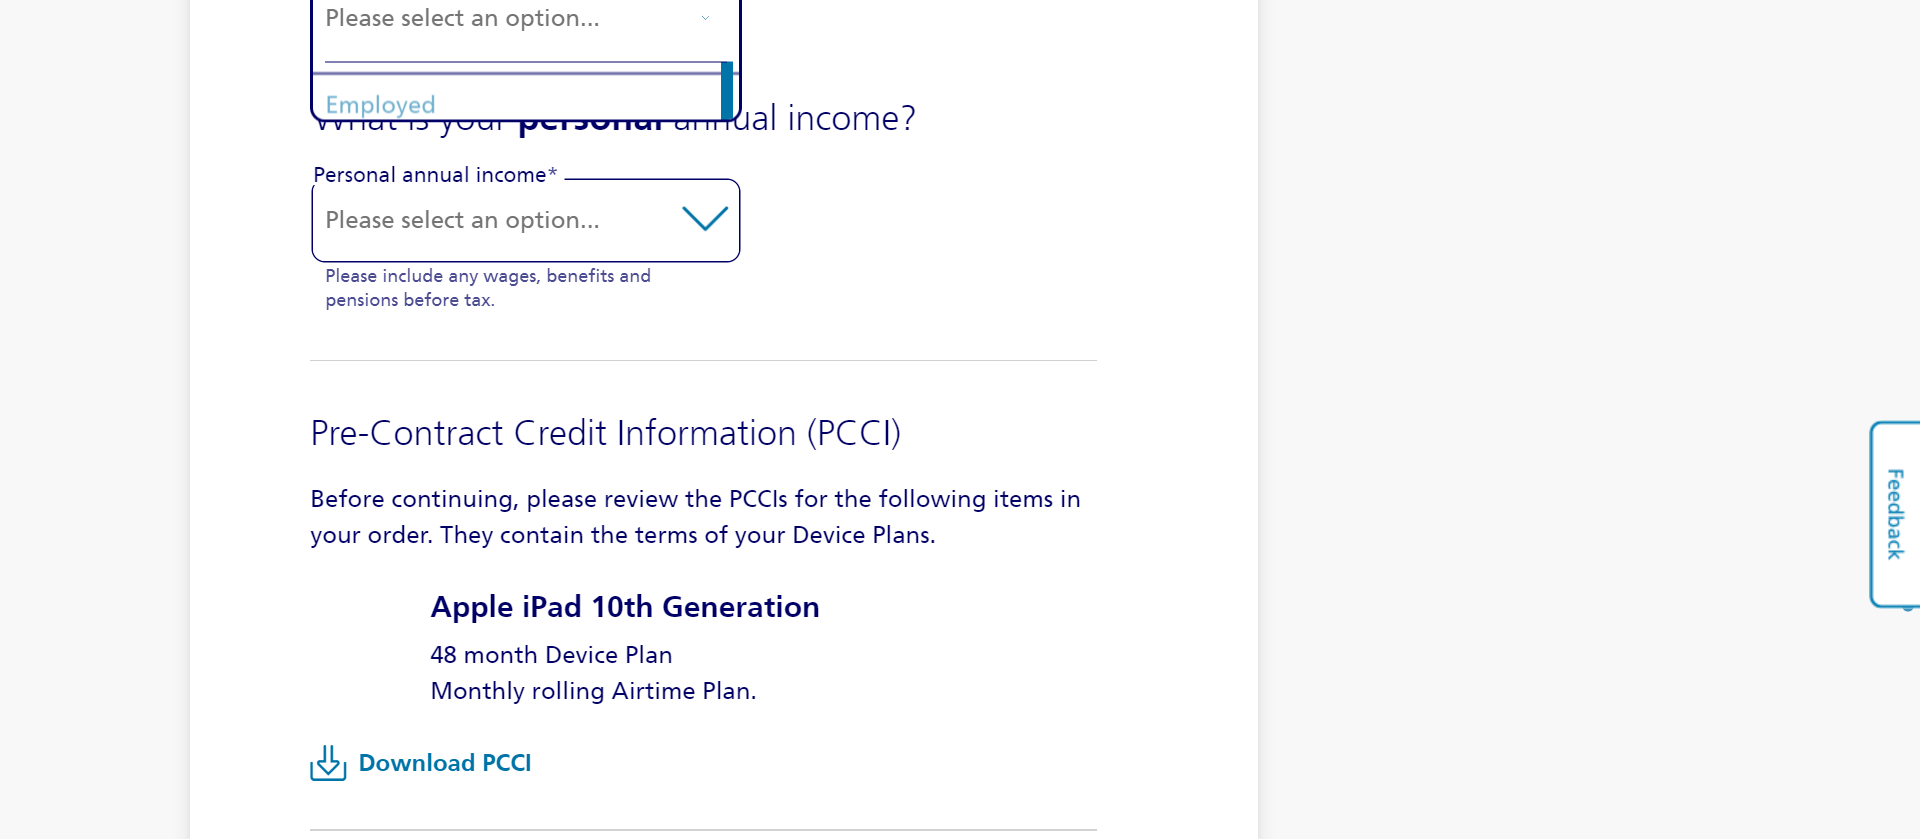 Please select an option...
Employed
What is your personal annual income?
Personal annual income*
Please select an option...
Please include any wages, benefits and
pensions before tax.
Pre-Contract Credit Information (PCCI)
Before continuing, please review the PCCIs for the following items in
your order. They contain the terms of your Device Plans.
Apple iPad 10th Generation
48 month Device Plan
Monthly rolling Airtime Plan.
Download PCCI
Feedback